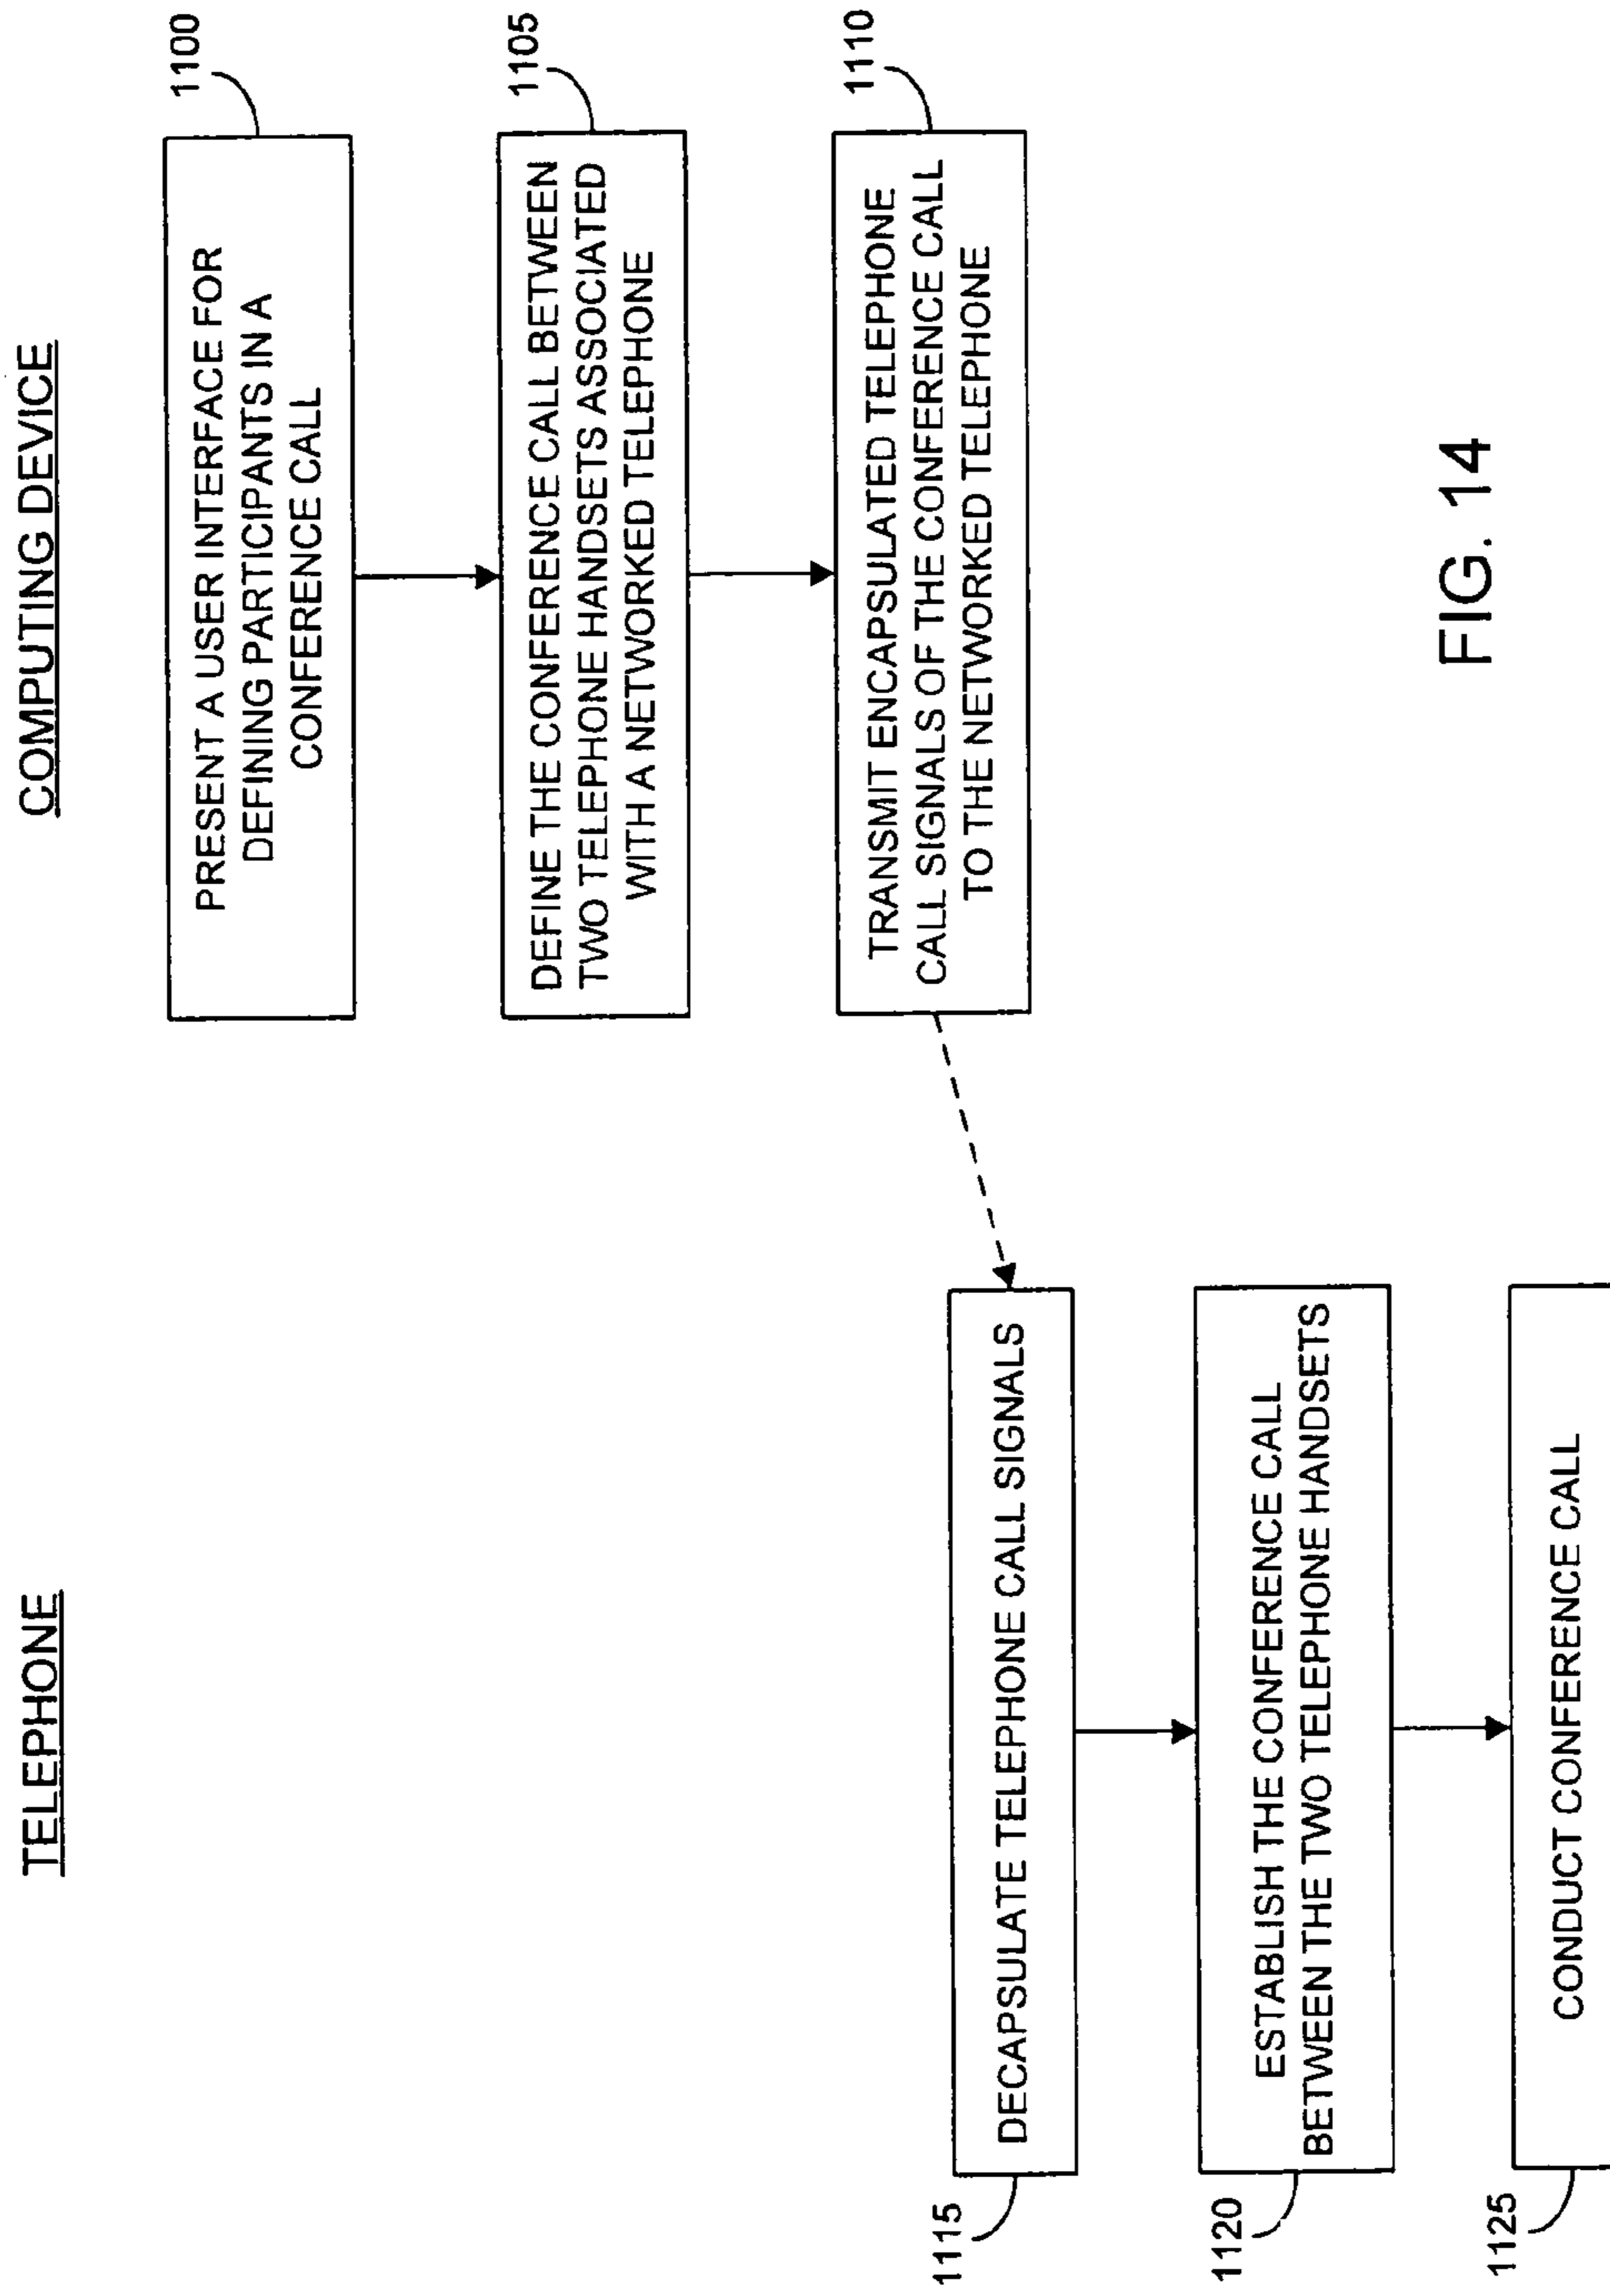 TELEPHONE
COMPUTING DEVICE
1100
PRESENT A USER INTERFACE FOR
DEFINING PARTICIPANTS IN A
CONFERENCE CALL
1105
DEFINE THE CONFERENCE CALL BETWEEN
TWO TELEPHONE HANDSETS ASSOCIATED
WITH A NETWORKED TELEPHONE
1110
TRANSMIT ENCAPSULATED TELEPHONE
CALL SIGNALS OF THE CONFERENCE CALL
TO THE NETWORKED TELEPHONE
1115
DECAPSULATE TELEPHONE CALL SIGNALS
1120
ESTABLISH THE CONFERENCE CALL
BETWEEN THE TWO TELEPHONE HANDSETS
1125
CONDUCT CONFERENCE CALL
FIG. 14